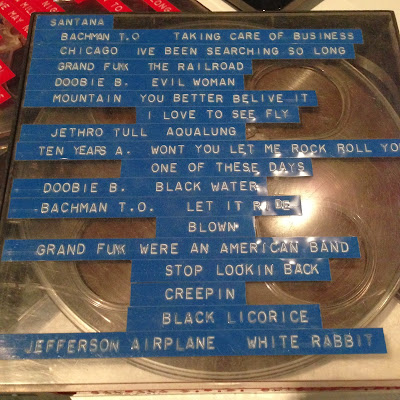 SANTANA
BACHMAN T.O TAKING CARE OF BUSINESS
CHICAGO IVE BEEN SEARCHING SO LONG
GRAND FUNK THE RAILROAD
DOOBIE B. EVIL WOMAN
MOUNTAIN YOU BETTER BELIVE IT
I LOVE TO SEE FLY
JETHRO TULL AQUALUNG
TEN YEARS A. WONT YOU LET ME ROCK ROLL YO
ONE OF THESE DAYS
DOOBIE B. BLACK WATER
BACHMAN T.O. LET IT RIDE
BLOWN
GRAND FUNK WERE AN AMERICAN BAND
STOP LOOKIN BACK
CREEPIN
BLACK LICORICE
JEFFERSON AIRPLANE WHITE RABBIT